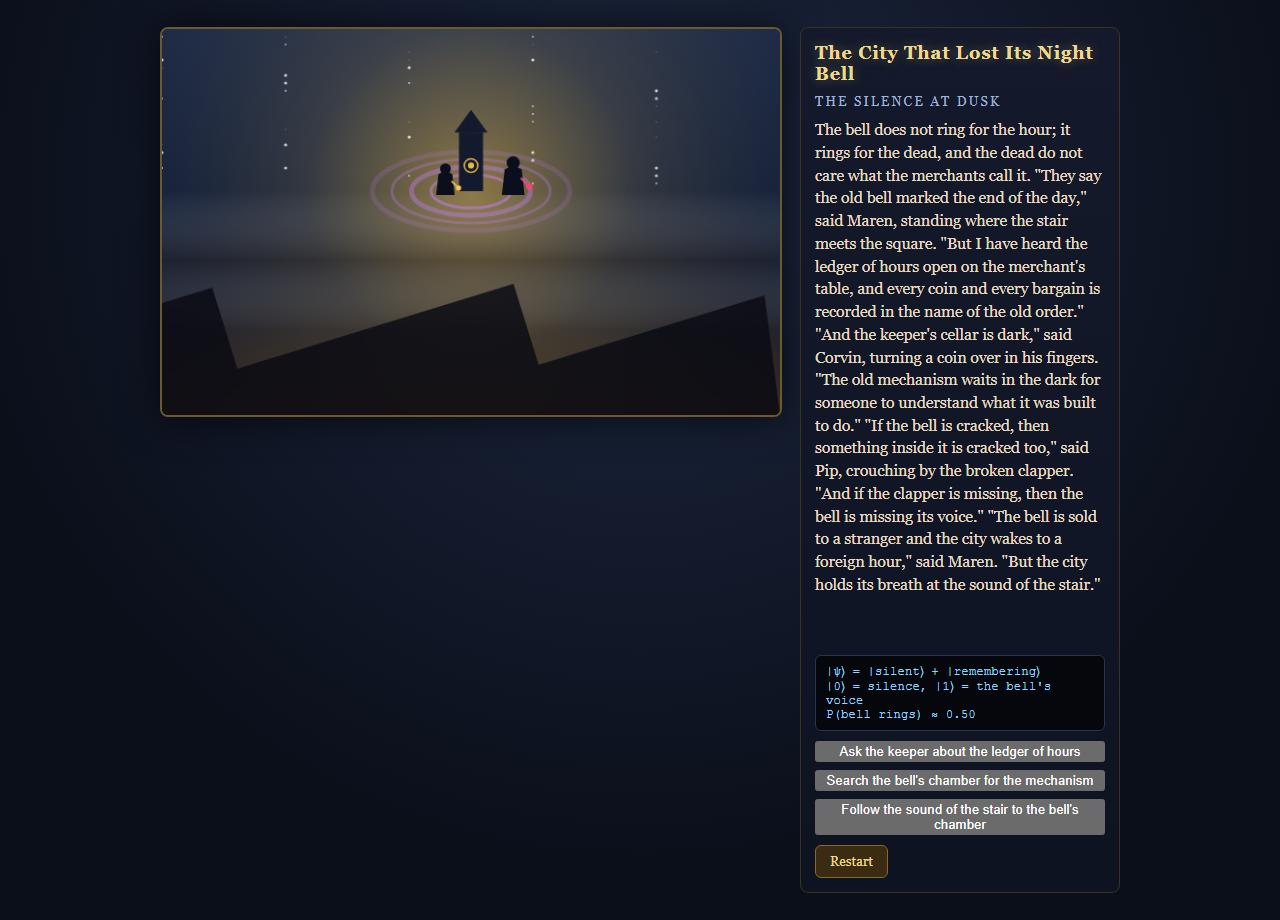 The City That Lost Its Night
Bell
THE SILENCE AT DUSK
The bell does not ring for the hour; it
rings for the dead, and the dead do not
care what the merchants call it. "They say
the old bell marked the end of the day,"
said Maren, standing where the stair
meets the square. "But I have heard the
ledger of hours open on the merchant's
table, and every coin and every bargain is
recorded in the name of the old order."
"And the keeper's cellar is dark," said
Corvin, turning a coin over in his fingers.
"The old mechanism waits in the dark for
someone to understand what it was built
to do." "If the bell is cracked, then
something inside it is cracked too," said
Pip, crouching by the broken clapper.
"And if the clapper is missing, then the
bell is missing its voice." "The bell is sold
to a stranger and the city wakes to a
foreign hour," said Maren. "But the city
holds its breath at the sound of the stair."
|ψ⟩ = |silent⟩ + |remembering⟩
|0⟩ = silence, |1⟩ = the bell's
voice
P(bell rings) ≈ 0.50
Ask the keeper about the ledger of hours
Search the bell's chamber for the mechanism
Follow the sound of the stair to the bell's
chamber
Restart